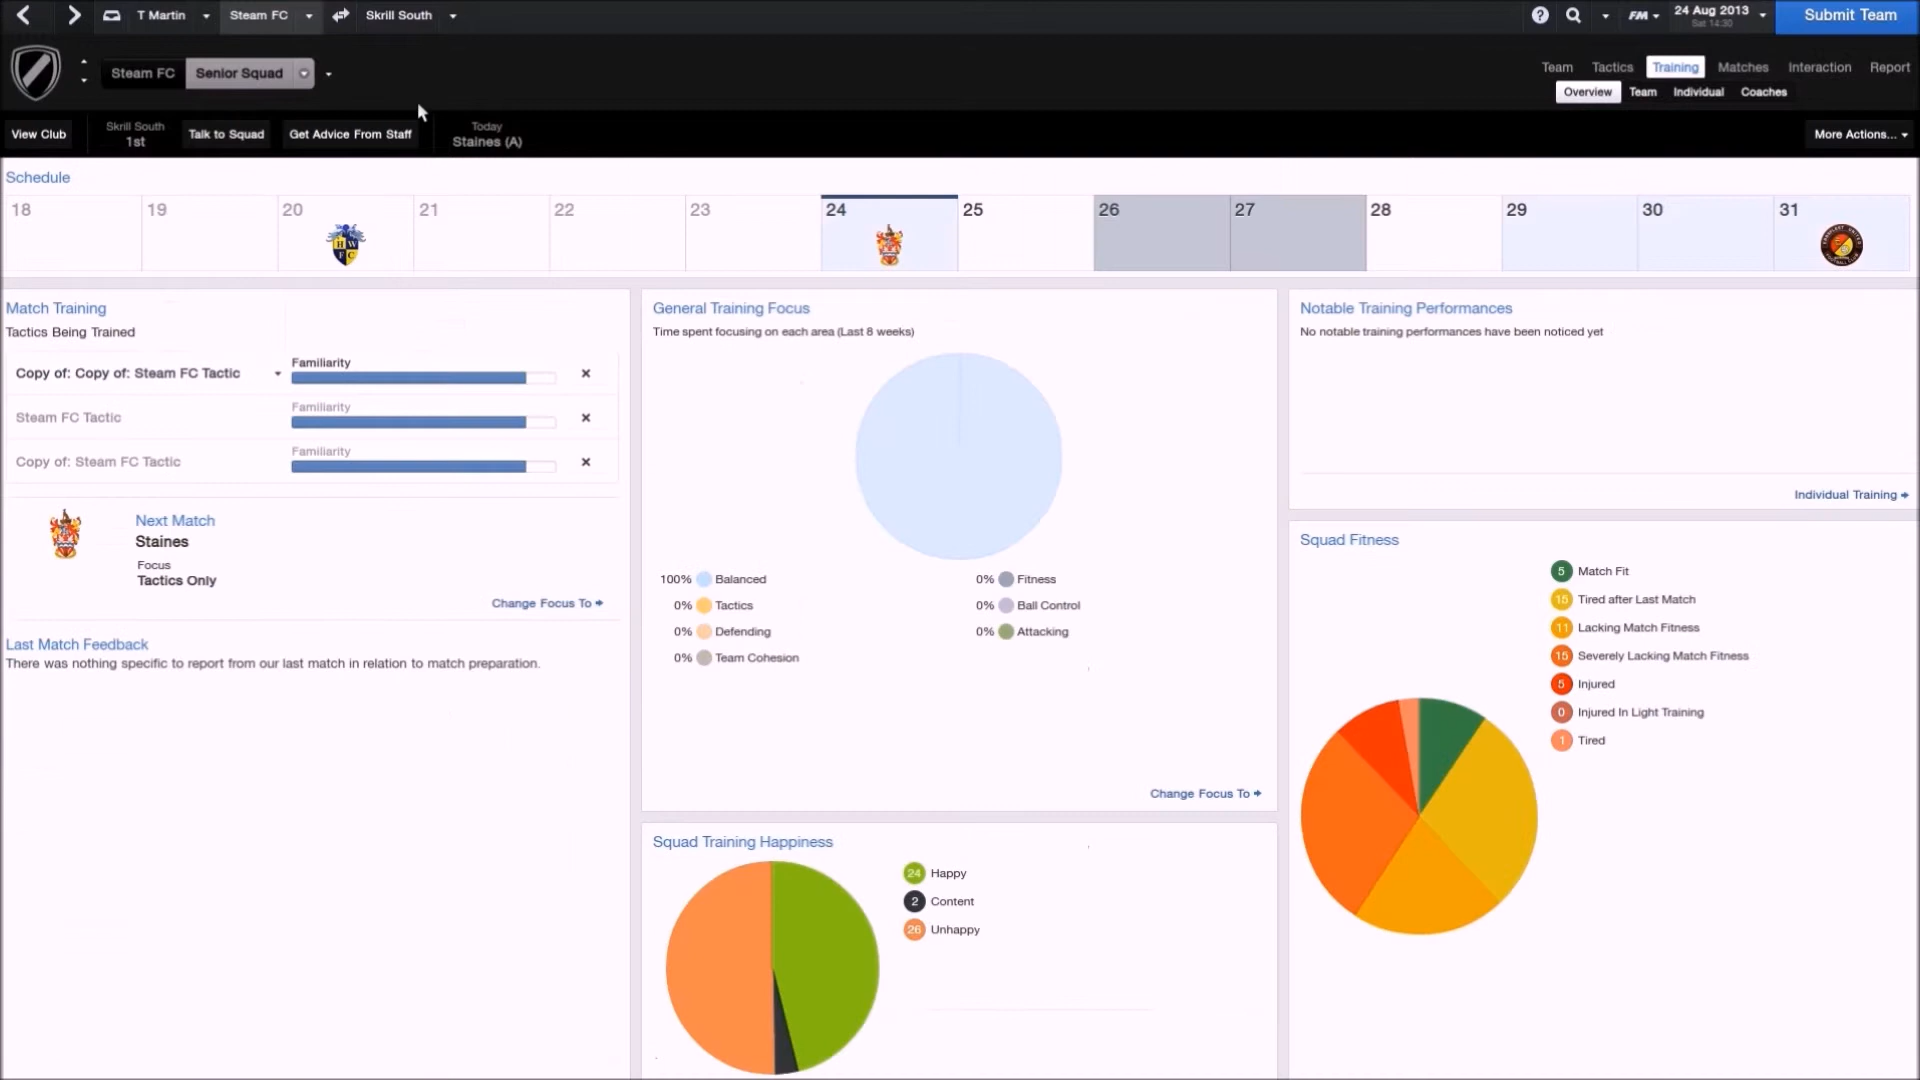 T Martin
Steam FC
Skrill South
FM
24 Aug 2013
Sat 14:30
Submit Team
Steam FC
Senior Squad
Team
Tactics
Training
Matches
Interaction
Report
Overview
Team
Individual
Coaches
View Club
Skrill South
1st
Talk to Squad
Get Advice From Staff
Today
Staines (A)
More Actions...
Schedule
18
19
20
21
22
23
24
25
26
27
28
29
30
31
H W
F C
Match Training
Tactics Being Trained
Copy of: Copy of: Steam FC Tactic
Familiarity
Steam FC Tactic
Familiarity
Copy of: Steam FC Tactic
Familiarity
Next Match
Staines
Focus
Tactics Only
Change Focus To
Last Match Feedback
There was nothing specific to report from our last match in relation to match preparation.
General Training Focus
Time spent focusing on each area (Last 8 weeks)
100% Balanced
0% Fitness
0% Tactics
0% Ball Control
0% Defending
0% Attacking
0% Team Cohesion
Change Focus To
Squad Training Happiness
24 Happy
2 Content
26 Unhappy
Notable Training Performances
No notable training performances have been noticed yet
Individual Training
Squad Fitness
5 Match Fit
15 Tired after Last Match
11 Lacking Match Fitness
15 Severely Lacking Match Fitness
5 Injured
0 Injured In Light Training
1 Tired